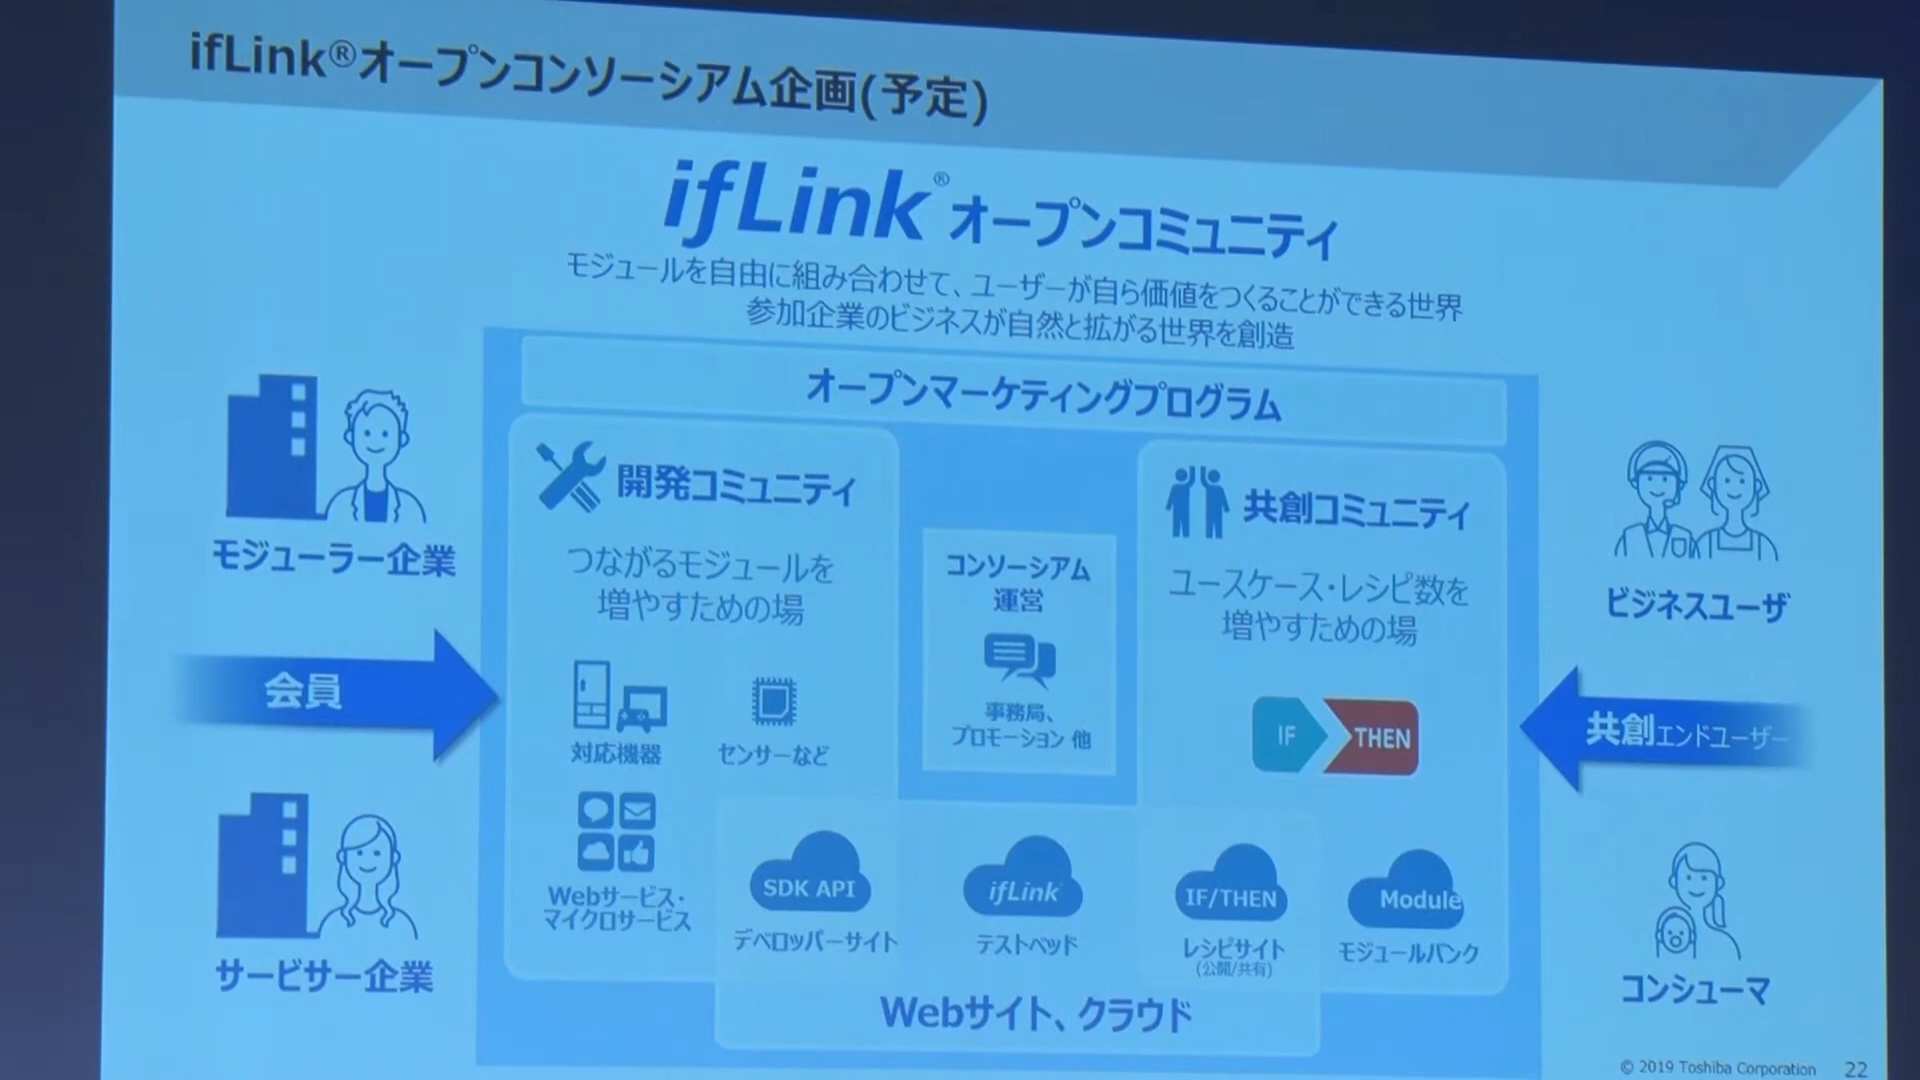 ifLink®オープンコンソーシアム企画(予定)
ifLink® オープンコミュニティ
モジュールを自由に組み合わせて、ユーザーが自ら価値をつくることができる世界
参加企業のビジネスが自然と拡がる世界を創造
オープンマーケティングプログラム
モジューラー企業
会員
サービサー企業
開発コミュニティ
つながるモジュールを
増やすための場
対応機器
センサーなど
Webサービス・
マイクロサービス
コンソーシアム
運営
事務局、
プロモーション 他
共創コミュニティ
ユースケース・レシピ数を
増やすための場
IF
THEN
SDK API
デベロッパーサイト
ifLink
テストベッド
IF/THEN
レシピサイト
(公開/共有)
Module
モジュールバンク
Webサイト、クラウド
ビジネスユーザ
共創エンドユーザー
コンシューマ
© 2019 Toshiba Corporation 22